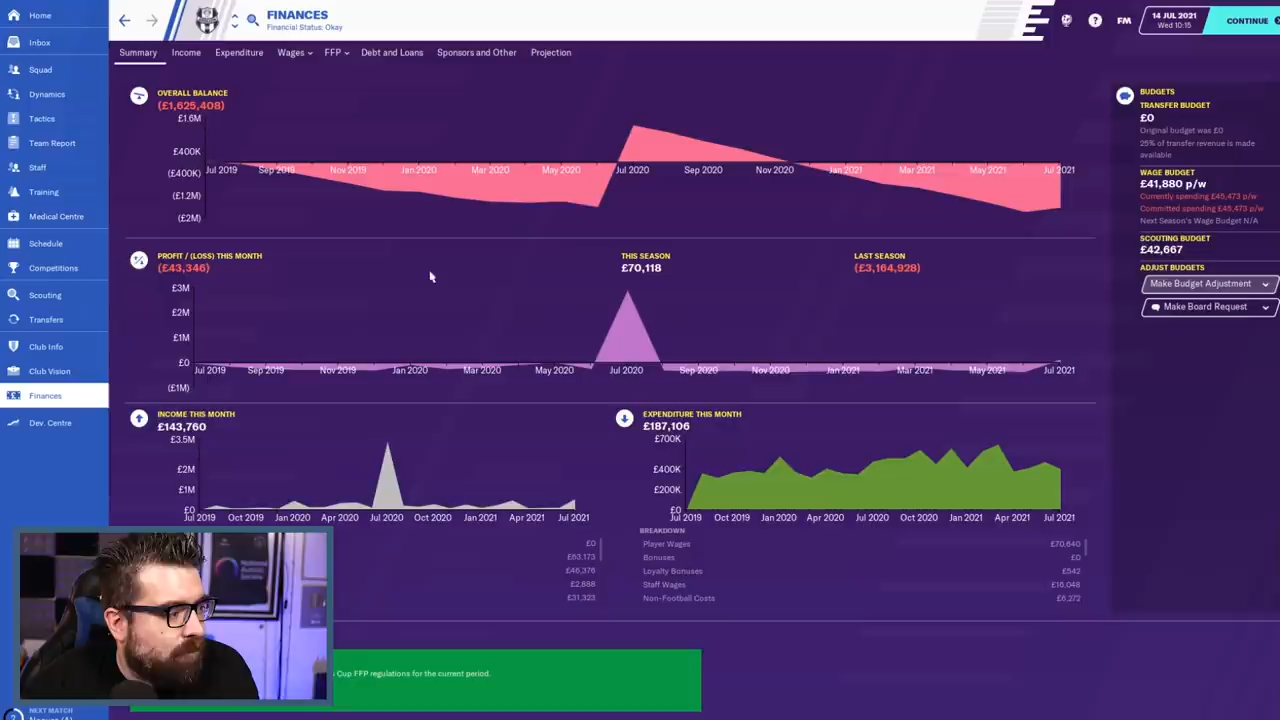 Home
Inbox
Squad
Dynamics
Tactics
Team Report
Staff
Training
Medical Centre
Schedule
Competitions
Scouting
Transfers
Club Info
Club Vision
Finances
Dev. Centre
NEXT MATCH
FINANCES
Financial Status: Okay
FM
14 JUL 2021
Wed 10:15
CONTINUE
Summary Income Expenditure Wages FFP Debt and Loans Sponsors and Other Projection
OVERALL BALANCE
(£1,625,408)
£1.6M
£400K
(£400K)
(£1.2M)
(£2M)
Jul 2019 Sep 2019 Nov 2019 Jan 2020 Mar 2020 May 2020 Jul 2020 Sep 2020 Nov 2020 Jan 2021 Mar 2021 May 2021 Jul 2021
PROFIT / (LOSS) THIS MONTH
(£43,346)
THIS SEASON
£70,118
LAST SEASON
(£3,164,928)
£3M
£2M
£1M
£0
(£1M)
Jul 2019 Sep 2019 Nov 2019 Jan 2020 Mar 2020 May 2020 Jul 2020 Sep 2020 Nov 2020 Jan 2021 Mar 2021 May 2021 Jul 2021
INCOME THIS MONTH
£143,760
£3.5M
£2M
£1M
£0
Jul 2019 Oct 2019 Jan 2020 Apr 2020 Jul 2020 Oct 2020 Jan 2021 Apr 2021 Jul 2021
£0
£63,173
£46,376
£2,888
£31,323
EXPENDITURE THIS MONTH
£187,106
£700K
£400K
£200K
£0
Jul 2019 Oct 2019 Jan 2020 Apr 2020 Jul 2020 Oct 2020 Jan 2021 Apr 2021 Jul 2021
BREAKDOWN
Player Wages £70,640
Bonuses £0
Loyalty Bonuses £542
Staff Wages £16,048
Non-Football Costs £6,272
Cup FFP regulations for the current period.
BUDGETS
TRANSFER BUDGET
£0
Original budget was £0
25% of transfer revenue is made
available
WAGE BUDGET
£41,880 p/w
Currently spending £45,473 p/w
Committed spending £45,473 p/w
Next Season's Wage Budget N/A
SCOUTING BUDGET
£42,667
ADJUST BUDGETS
Make Budget Adjustment
Make Board Request